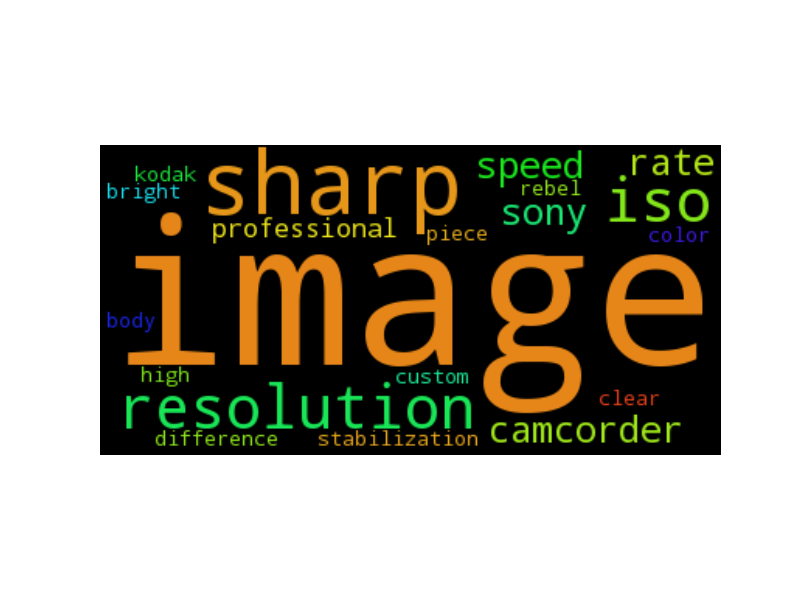 kodak
bright
sharp
speed
rate
rebel
iso
sony
professional
piece
color
image
body
high
custom
resolution
clear
camcorder
difference
stabilization